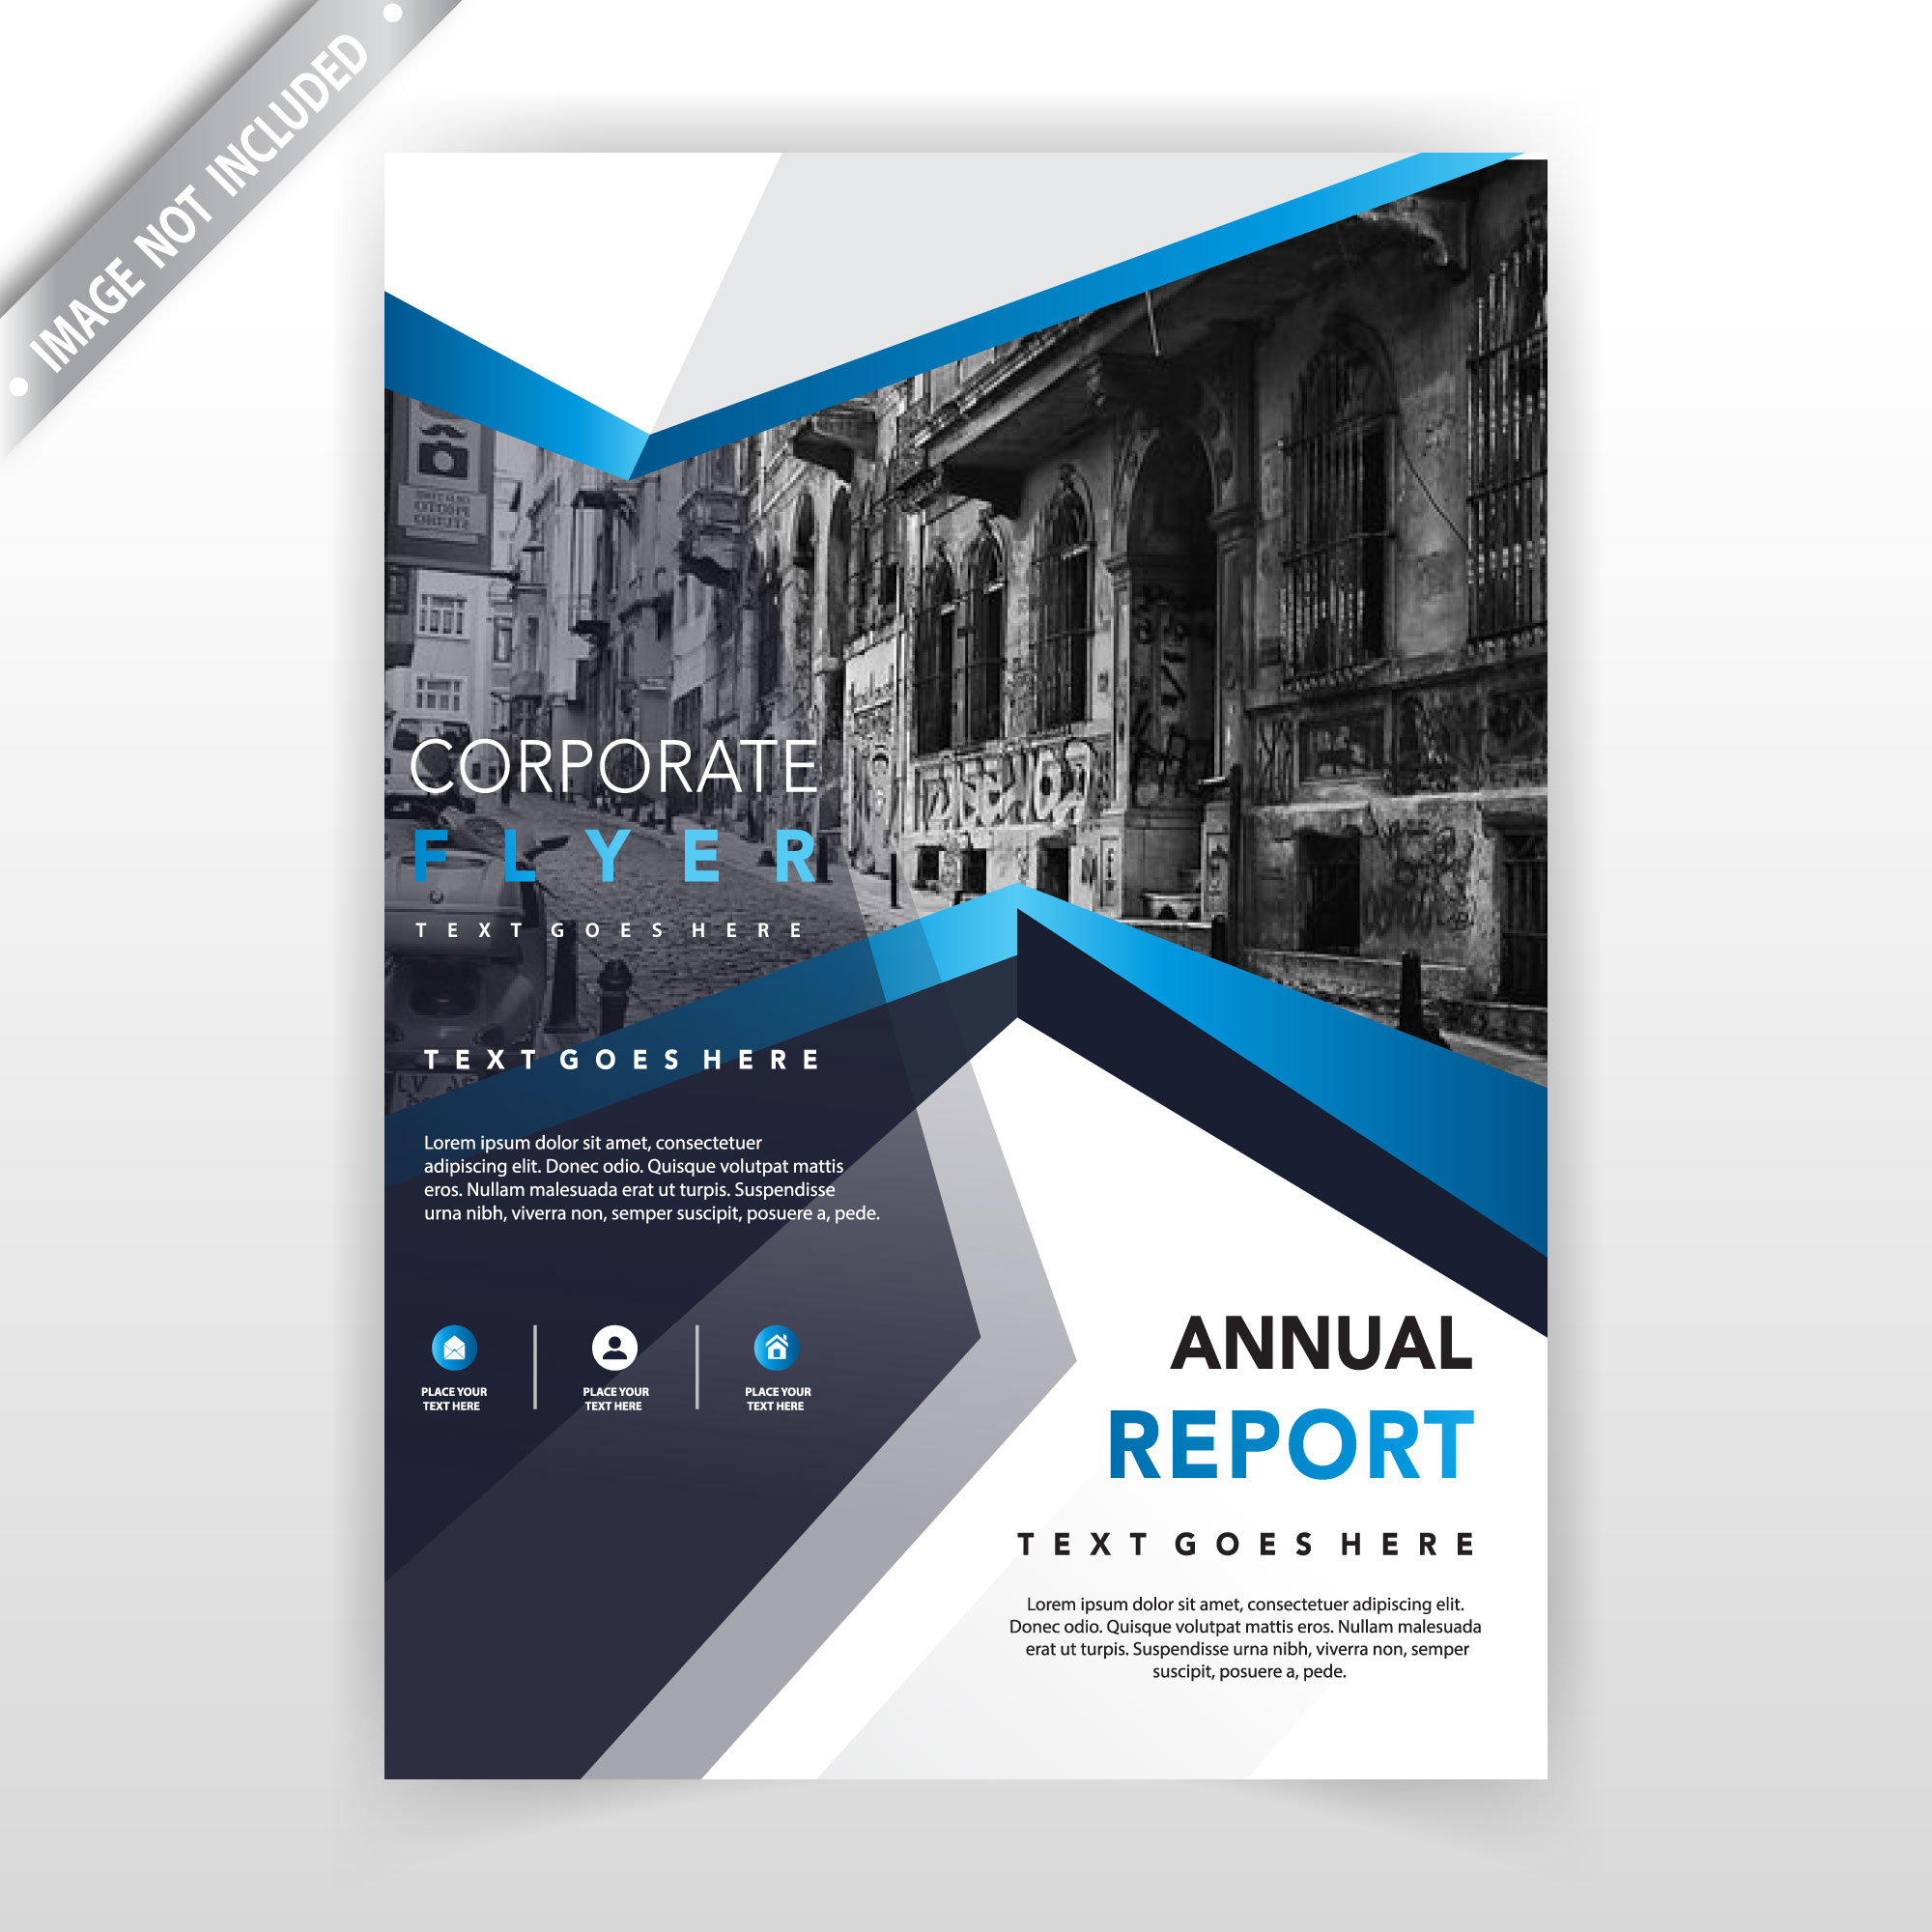 IMAGE NOT INCLUDED
CORPORATE
FLYER
TEXT GOES HERE
TEXT GOES HERE
Lorem ipsum dolor sit amet, consectetuer
adipiscing elit. Donec odio. Quisque volutpat mattis
eros. Nullam malesuada erat ut turpis. Suspendisse
urna nibh, viverra non, semper suscipit, posuere a, pede.
PLACE YOUR
TEXT HERE
PLACE YOUR
TEXT HERE
PLACE YOUR
TEXT HERE
ANNUAL
REPORT
TEXT GOES HERE
Lorem ipsum dolor sit amet, consectetuer adipiscing elit.
Donec odio. Quisque volutpat mattis eros. Nullam malesuada
erat ut turpis. Suspendisse urna nibh, viverra non, semper
suscipit, posuere a, pede.